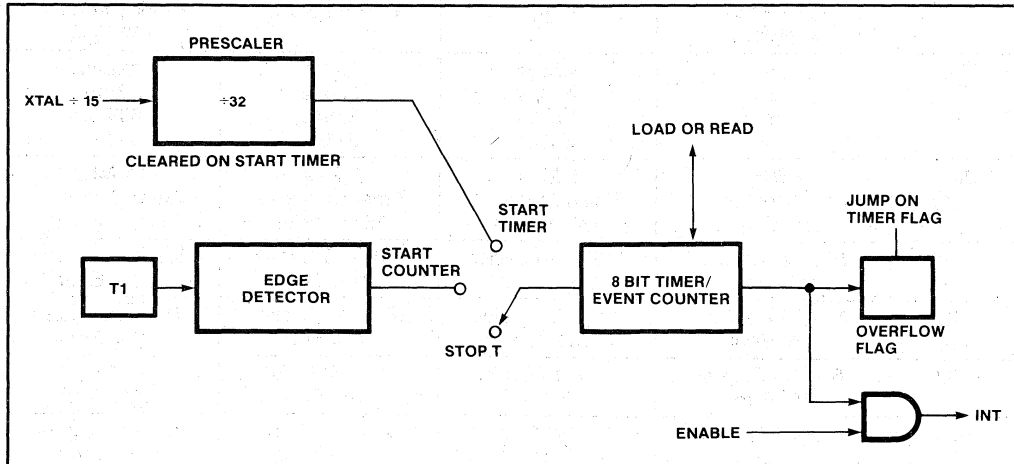 PRESCALER
XTAL ÷ 15
÷32
CLEARED ON START TIMER
LOAD OR READ
JUMP ON
TIMER FLAG
START
TIMER
START
COUNTER
T1
EDGE
DETECTOR
8 BIT TIMER/
EVENT COUNTER
STOP T
OVERFLOW
FLAG
ENABLE
INT